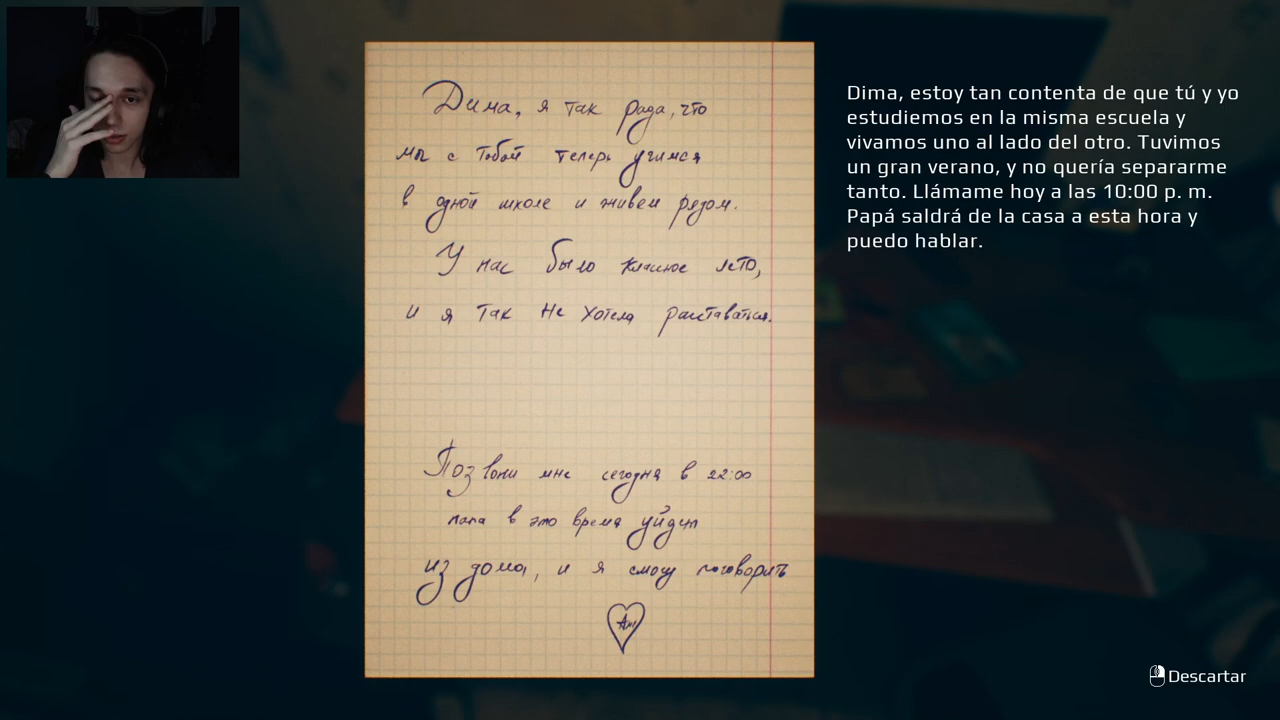 Дима, я так рада, что
мы с тобой теперь учимся
в одной школе и живем рядом.
У нас было классное лето,
и я так не хотела расставаться.
Позвони мне сегодня в 22:00
папа в это время уйдет
из дома, и я смогу поговорить
Dima, estoy tan contenta de que tú y yo
estudiemos en la misma escuela y
vivamos uno al lado del otro. Tuvimos
un gran verano, y no quería separarme
tanto. Llámame hoy a las 10:00 p. m.
Papá saldrá de la casa a esta hora y
puedo hablar.
Descartar